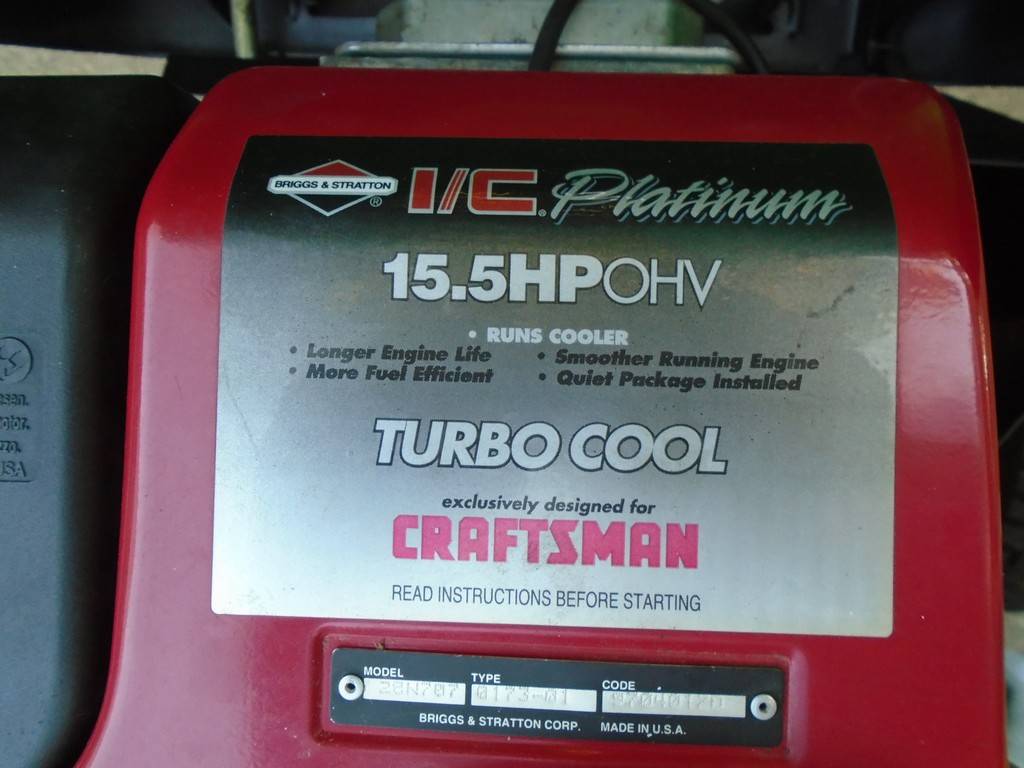 BRIGGS & STRATTON ® I/C ® Platinum
15.5HP OHV
• RUNS COOLER
• Longer Engine Life • Smoother Running Engine
• More Fuel Efficient • Quiet Package Installed
TURBO COOL
exclusively designed for
CRAFTSMAN
READ INSTRUCTIONS BEFORE STARTING
MODEL TYPE CODE
28N707 0173-01
BRIGGS & STRATTON CORP. MADE IN U.S.A.